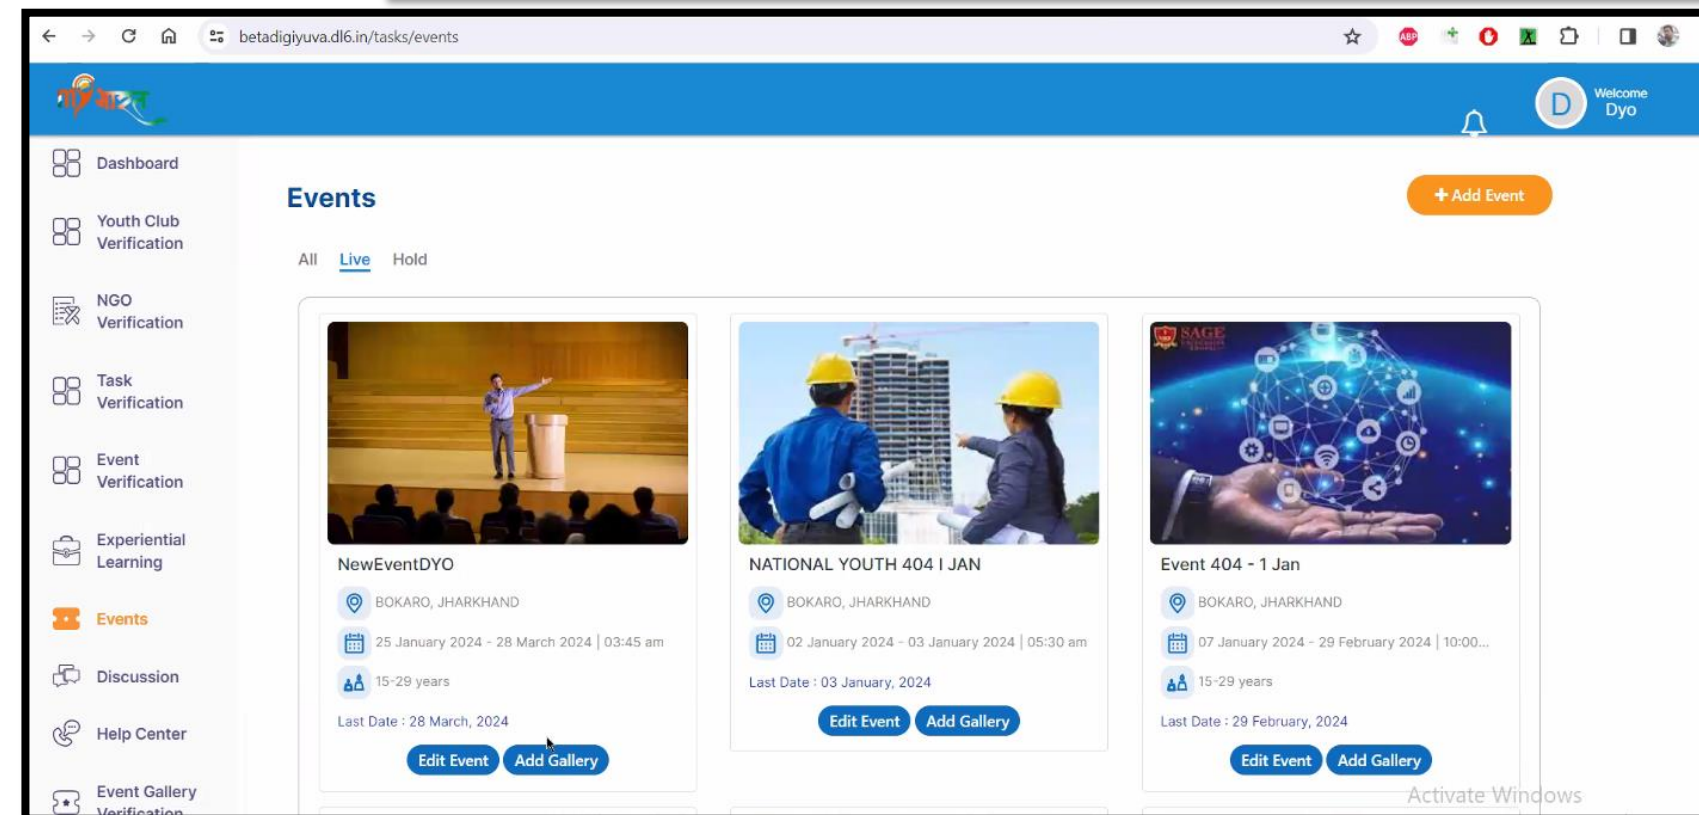 betadigiyuva.dl6.in/tasks/events
ABP
Welcome
D
Dyo
Dashboard
Events
+ Add Event
Youth Club
Verification
All Live Hold
NGO
Verification
SAGE
Task
Verification
Event
Verification
Experiential
Learning
NewEventDYO
NATIONAL YOUTH 404 I JAN
Event 404 - 1 Jan
BOKARO, JHARKHAND
BOKARO, JHARKHAND
BOKARO, JHARKHAND
Events
25 January 2024 - 28 March 2024 | 03:45 am
02 January 2024 - 03 January 2024 | 05:30 am
07 January 2024 - 29 February 2024 | 10:00...
Discussion
15-29 years
Last Date : 03 January, 2024
15-29 years
Last Date : 28 March, 2024
Edit Event Add Gallery
Last Date : 29 February, 2024
Help Center
Edit Event Add Gallery
Edit Event Add Gallery
Event Gallery
Verification
Activate Windows